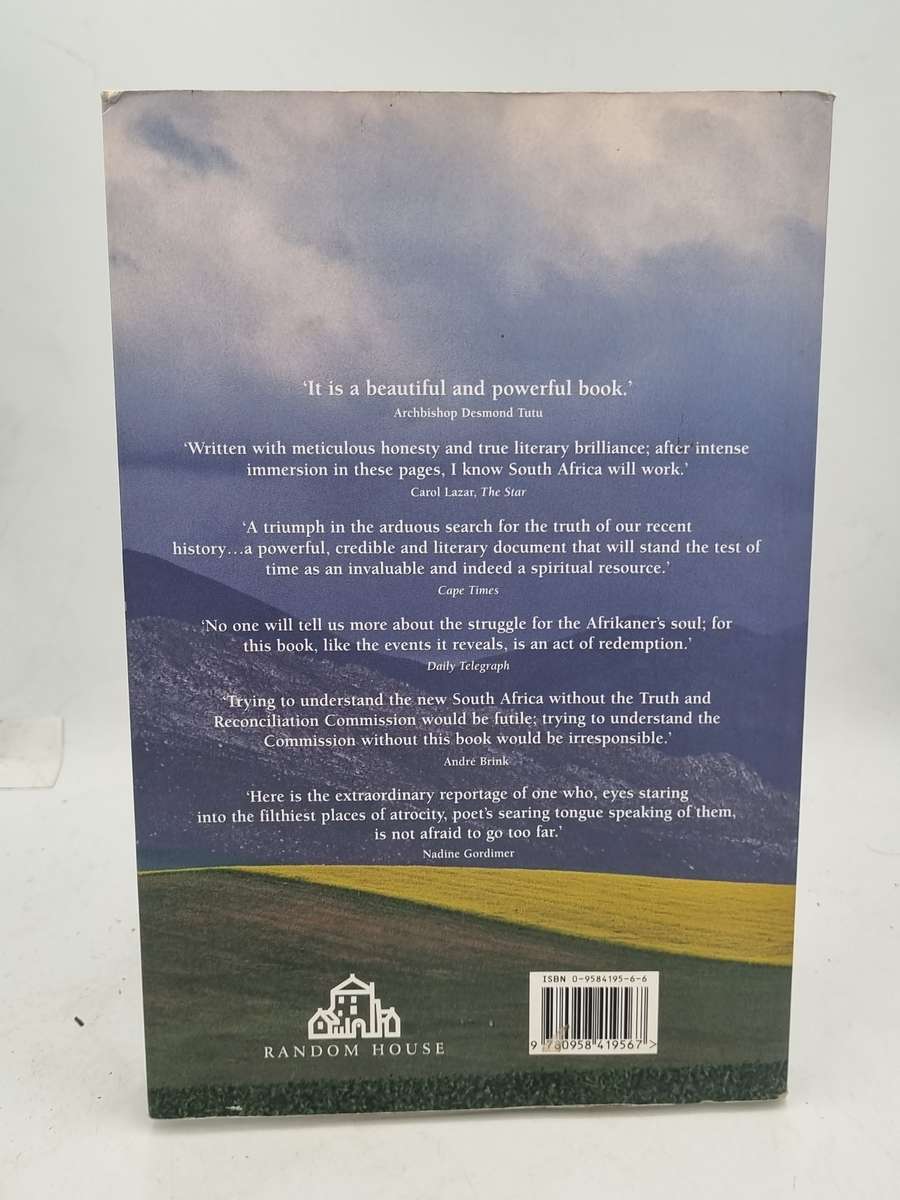 ‘It is a beautiful and powerful book.’
Archbishop Desmond Tutu
‘Written with meticulous honesty and true literary brilliance; after intense
immersion in these pages, I know South Africa will work.’
Carol Lazar, The Star
‘A triumph in the arduous search for the truth of our recent
history...a powerful, credible and literary document that will stand the test of
time as an invaluable and indeed a spiritual resource.’
Cape Times
‘No one will tell us more about the struggle for the Afrikaner’s soul; for
this book, like the events it reveals, is an act of redemption.’
Daily Telegraph
‘Trying to understand the new South Africa without the Truth and
Reconciliation Commission would be futile; trying to understand the
Commission without this book would be irresponsible.’
André Brink
‘Here is the extraordinary reportage of one who, eyes staring
into the filthiest places of atrocity, poet’s searing tongue speaking of them,
is not afraid to go too far.’
Nadine Gordimer
RANDOM HOUSE
ISBN 0-9584195-6-6
9 780958 419567 >